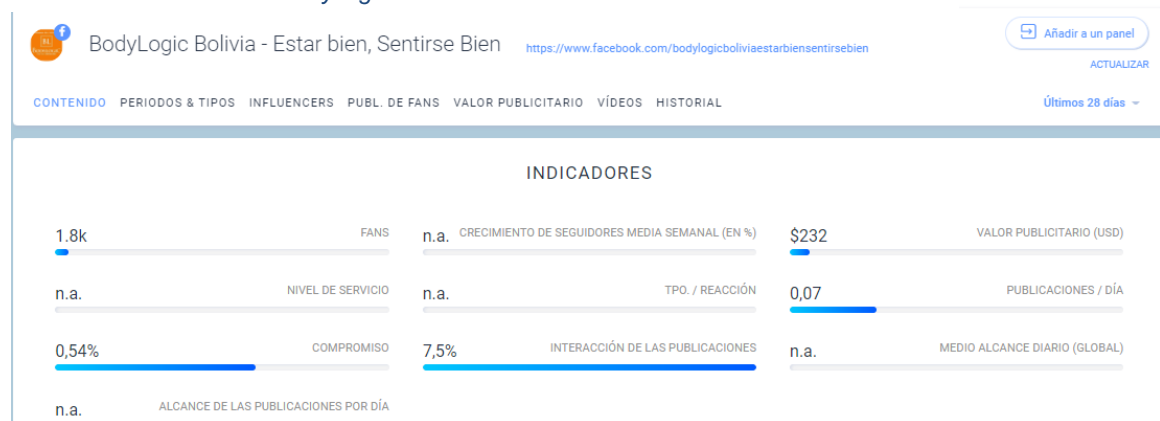 BodyLogic Bolivia - Estar bien, Sentirse Bien https://www.facebook.com/bodylogicboliviaestarbiensentirsebien
Añadir a un panel
ACTUALIZAR
CONTENIDO PERIODOS & TIPOS INFLUENCERS PUBL. DE FANS VALOR PUBLICITARIO VÍDEOS HISTORIAL Últimos 28 días
INDICADORES
1.8k FANS
n.a. CRECIMIENTO DE SEGUIDORES MEDIA SEMANAL (EN %)
$232 VALOR PUBLICITARIO (USD)
n.a. NIVEL DE SERVICIO
n.a. TPO. / REACCIÓN
0,07 PUBLICACIONES / DÍA
0,54% COMPROMISO
7,5% INTERACCIÓN DE LAS PUBLICACIONES
n.a. MEDIO ALCANCE DIARIO (GLOBAL)
n.a. ALCANCE DE LAS PUBLICACIONES POR DÍA